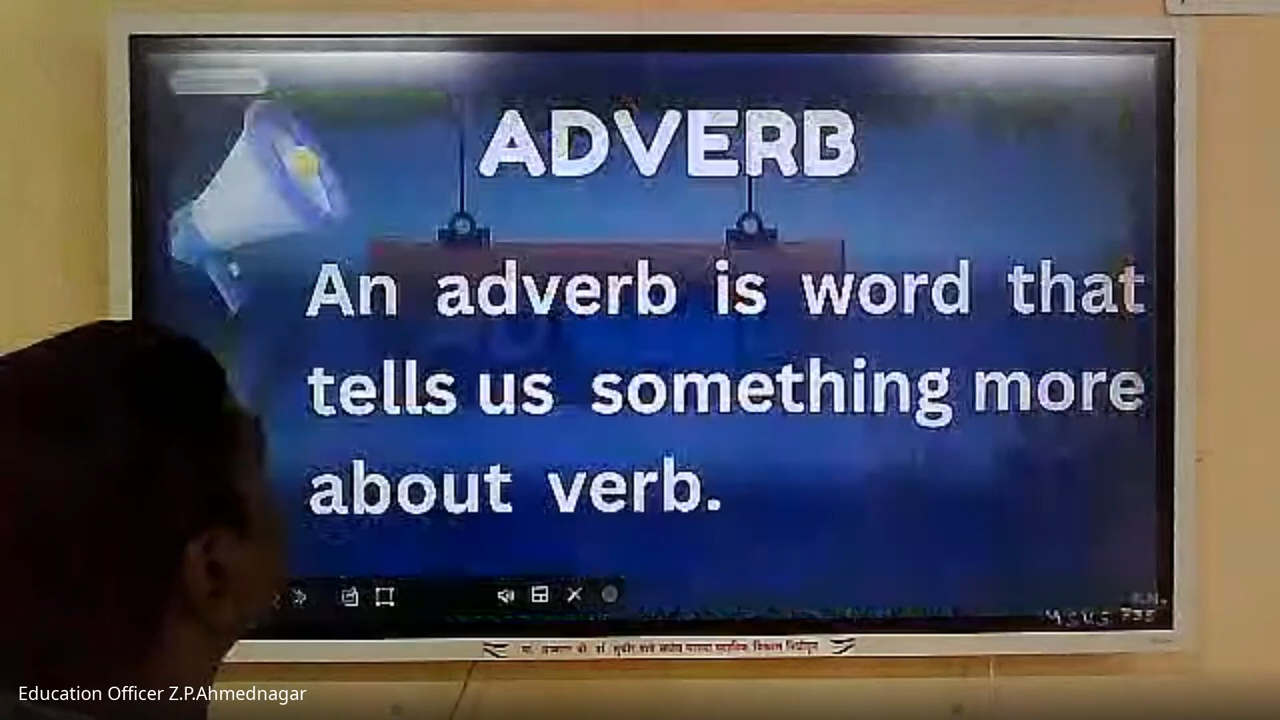 ADVERB
An adverb is word that
tells us something more
about verb.
Education Officer Z.P.Ahmednagar